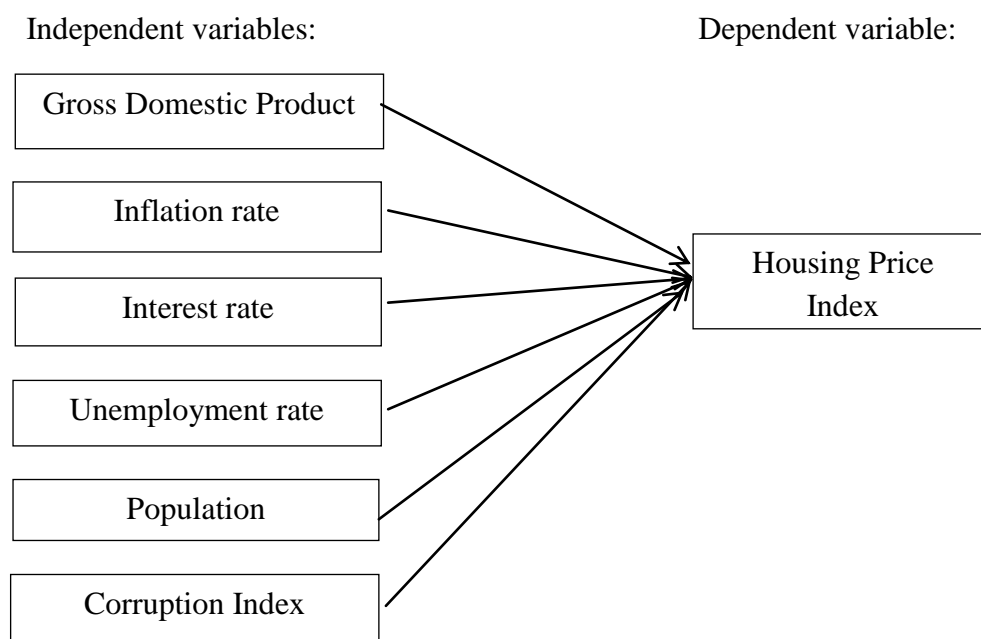 Independent variables:
Dependent variable:
Gross Domestic Product
Inflation rate
Interest rate
Unemployment rate
Population
Corruption Index
Housing Price
Index